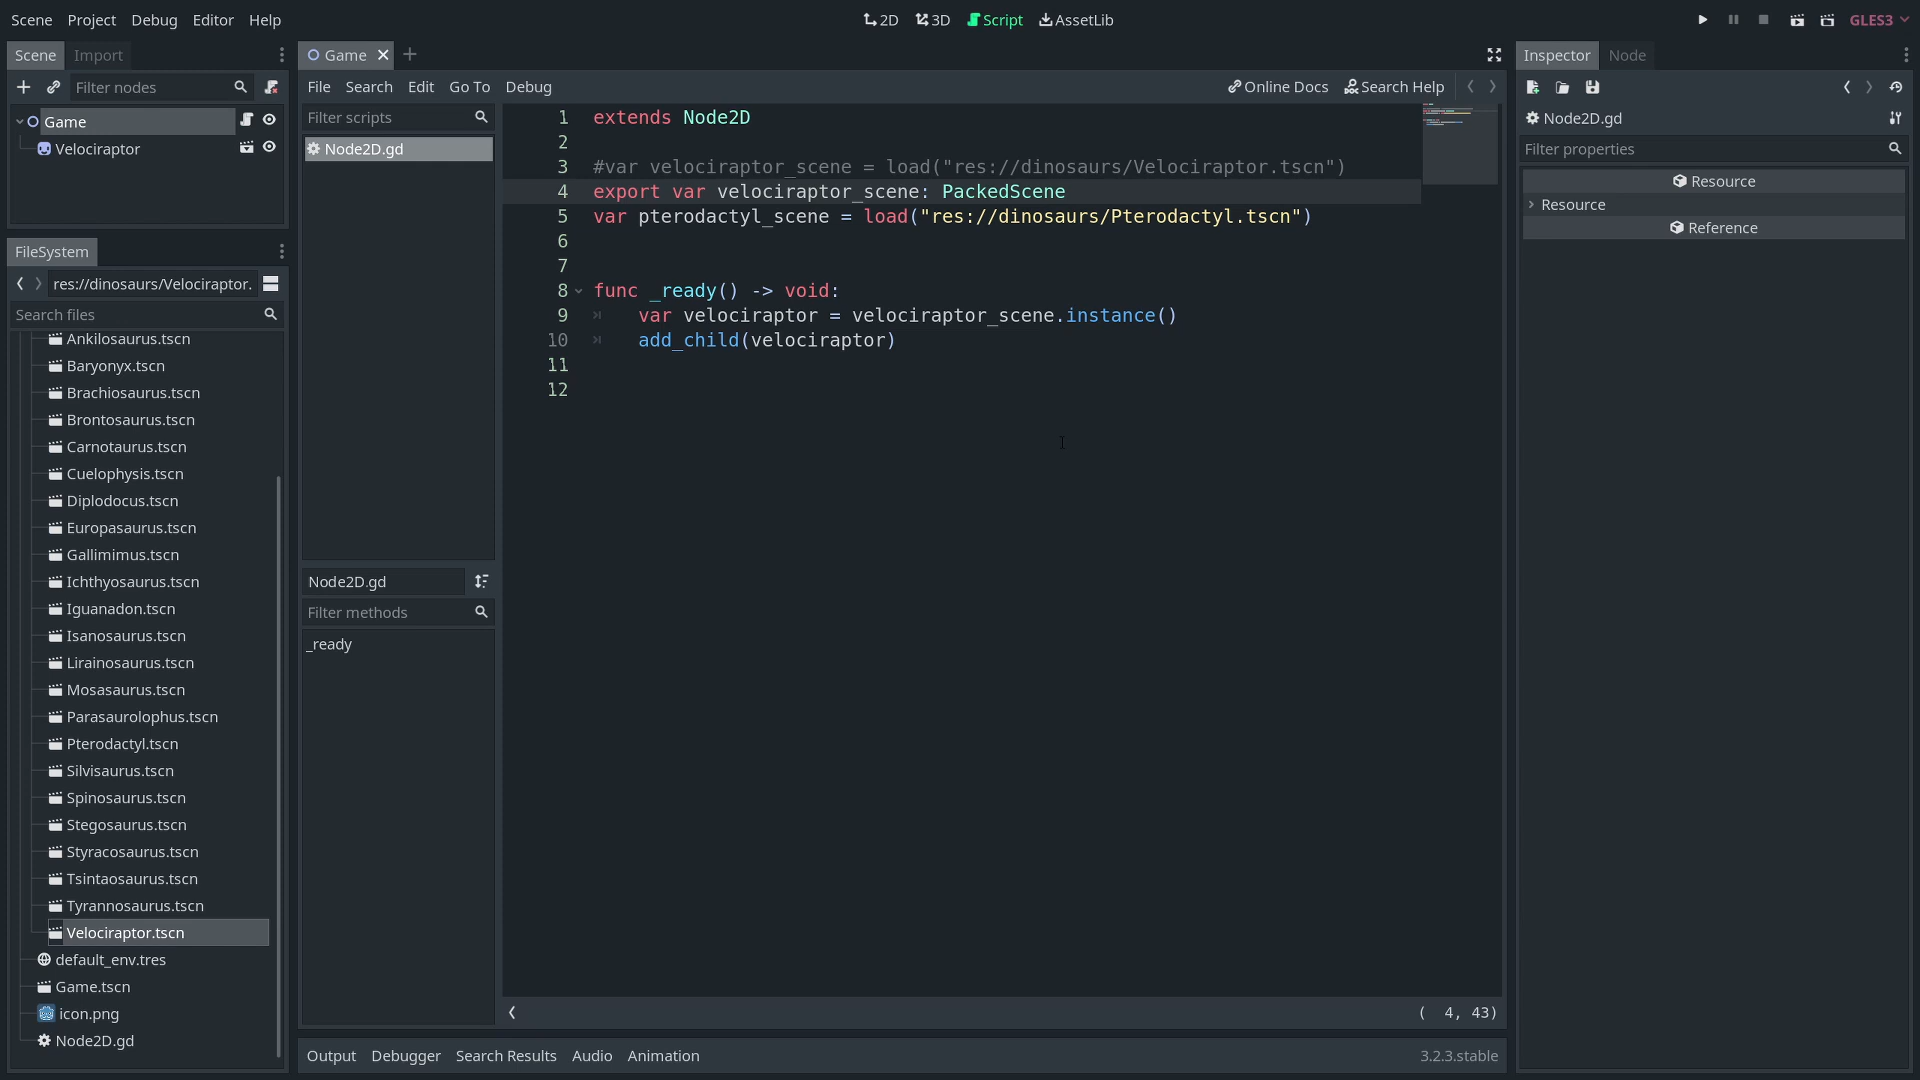 Scene Project Debug Editor Help
2D 3D Script AssetLib
GLES3
Scene Import
Filter nodes
Game
Velociraptor
FileSystem
res://dinosaurs/Velociraptor.
Search files
Ankilosaurus.tscn
Baryonyx.tscn
Brachiosaurus.tscn
Brontosaurus.tscn
Carnotaurus.tscn
Cuelophysis.tscn
Diplodocus.tscn
Europasaurus.tscn
Gallimimus.tscn
Ichthyosaurus.tscn
Iguanadon.tscn
Isanosaurus.tscn
Lirainosaurus.tscn
Mosasaurus.tscn
Parasaurolophus.tscn
Pterodactyl.tscn
Silvisaurus.tscn
Spinosaurus.tscn
Stegosaurus.tscn
Styracosaurus.tscn
Tsintaosaurus.tscn
Tyrannosaurus.tscn
Velociraptor.tscn
default_env.tres
Game.tscn
icon.png
Node2D.gd
Game
File Search Edit Go To Debug
Online Docs Search Help
Filter scripts
Node2D.gd
Node2D.gd
Filter methods
_ready
1 extends Node2D
2
3 #var velociraptor_scene = load("res://dinosaurs/Velociraptor.tscn")
4 export var velociraptor_scene: PackedScene
5 var pterodactyl_scene = load("res://dinosaurs/Pterodactyl.tscn")
6
7
8 func _ready() -> void:
9 var velociraptor = velociraptor_scene.instance()
10 add_child(velociraptor)
11
12
( 4, 43)
Output Debugger Search Results Audio Animation
3.2.3.stable
Inspector Node
Node2D.gd
Filter properties
Resource
Resource
Reference